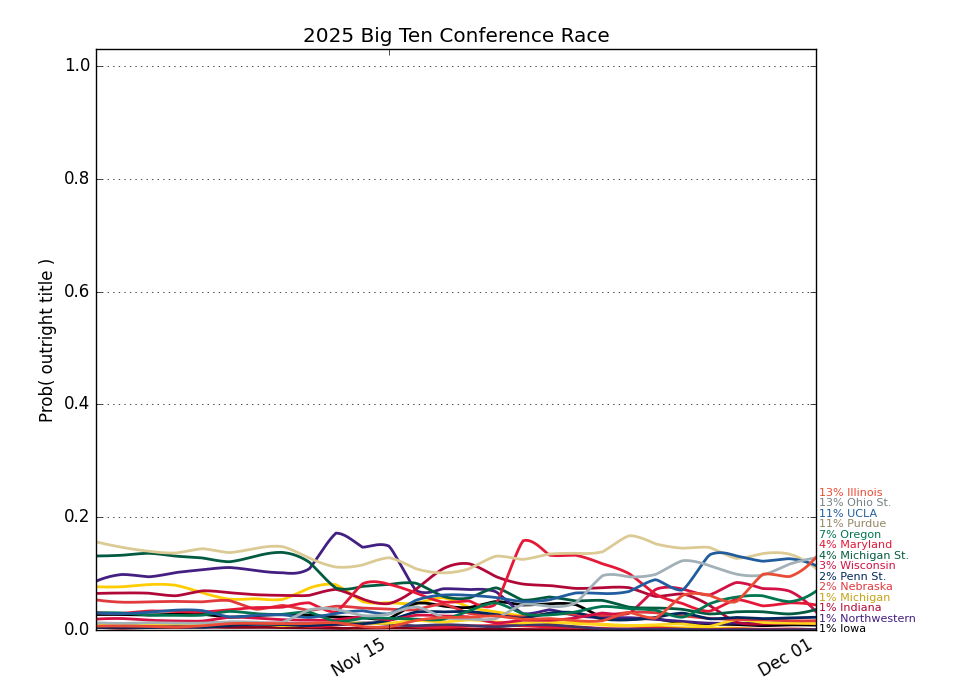 2025 Big Ten Conference Race
1.0
0.8
0.6
0.4
0.2
0.0
Prob( outright title )
Nov 15
Dec 01
13% Illinois
13% Ohio St.
11% UCLA
11% Purdue
7% Oregon
4% Maryland
4% Michigan St.
3% Wisconsin
2% Penn St.
2% Nebraska
1% Michigan
1% Indiana
1% Northwestern
1% Iowa